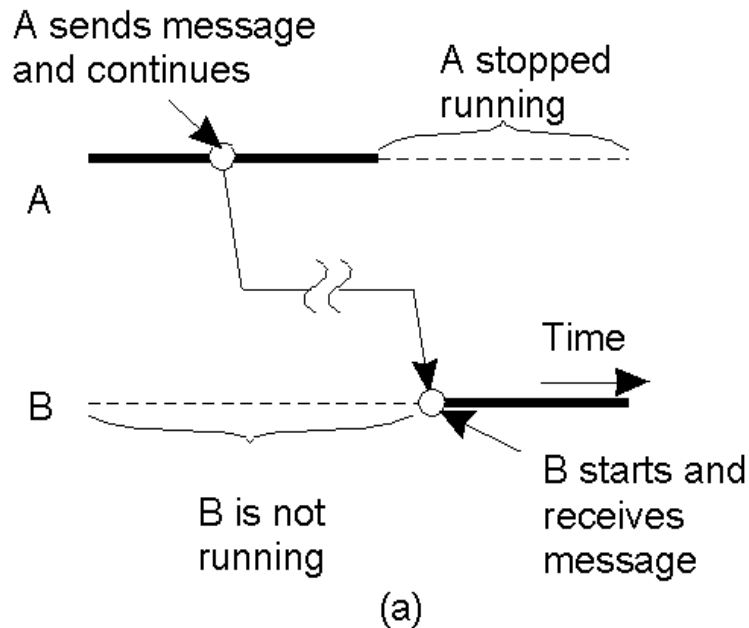 A sends message
and continues
A stopped
running
A
Time
B
B is not
running
B starts and
receives
message
(a)